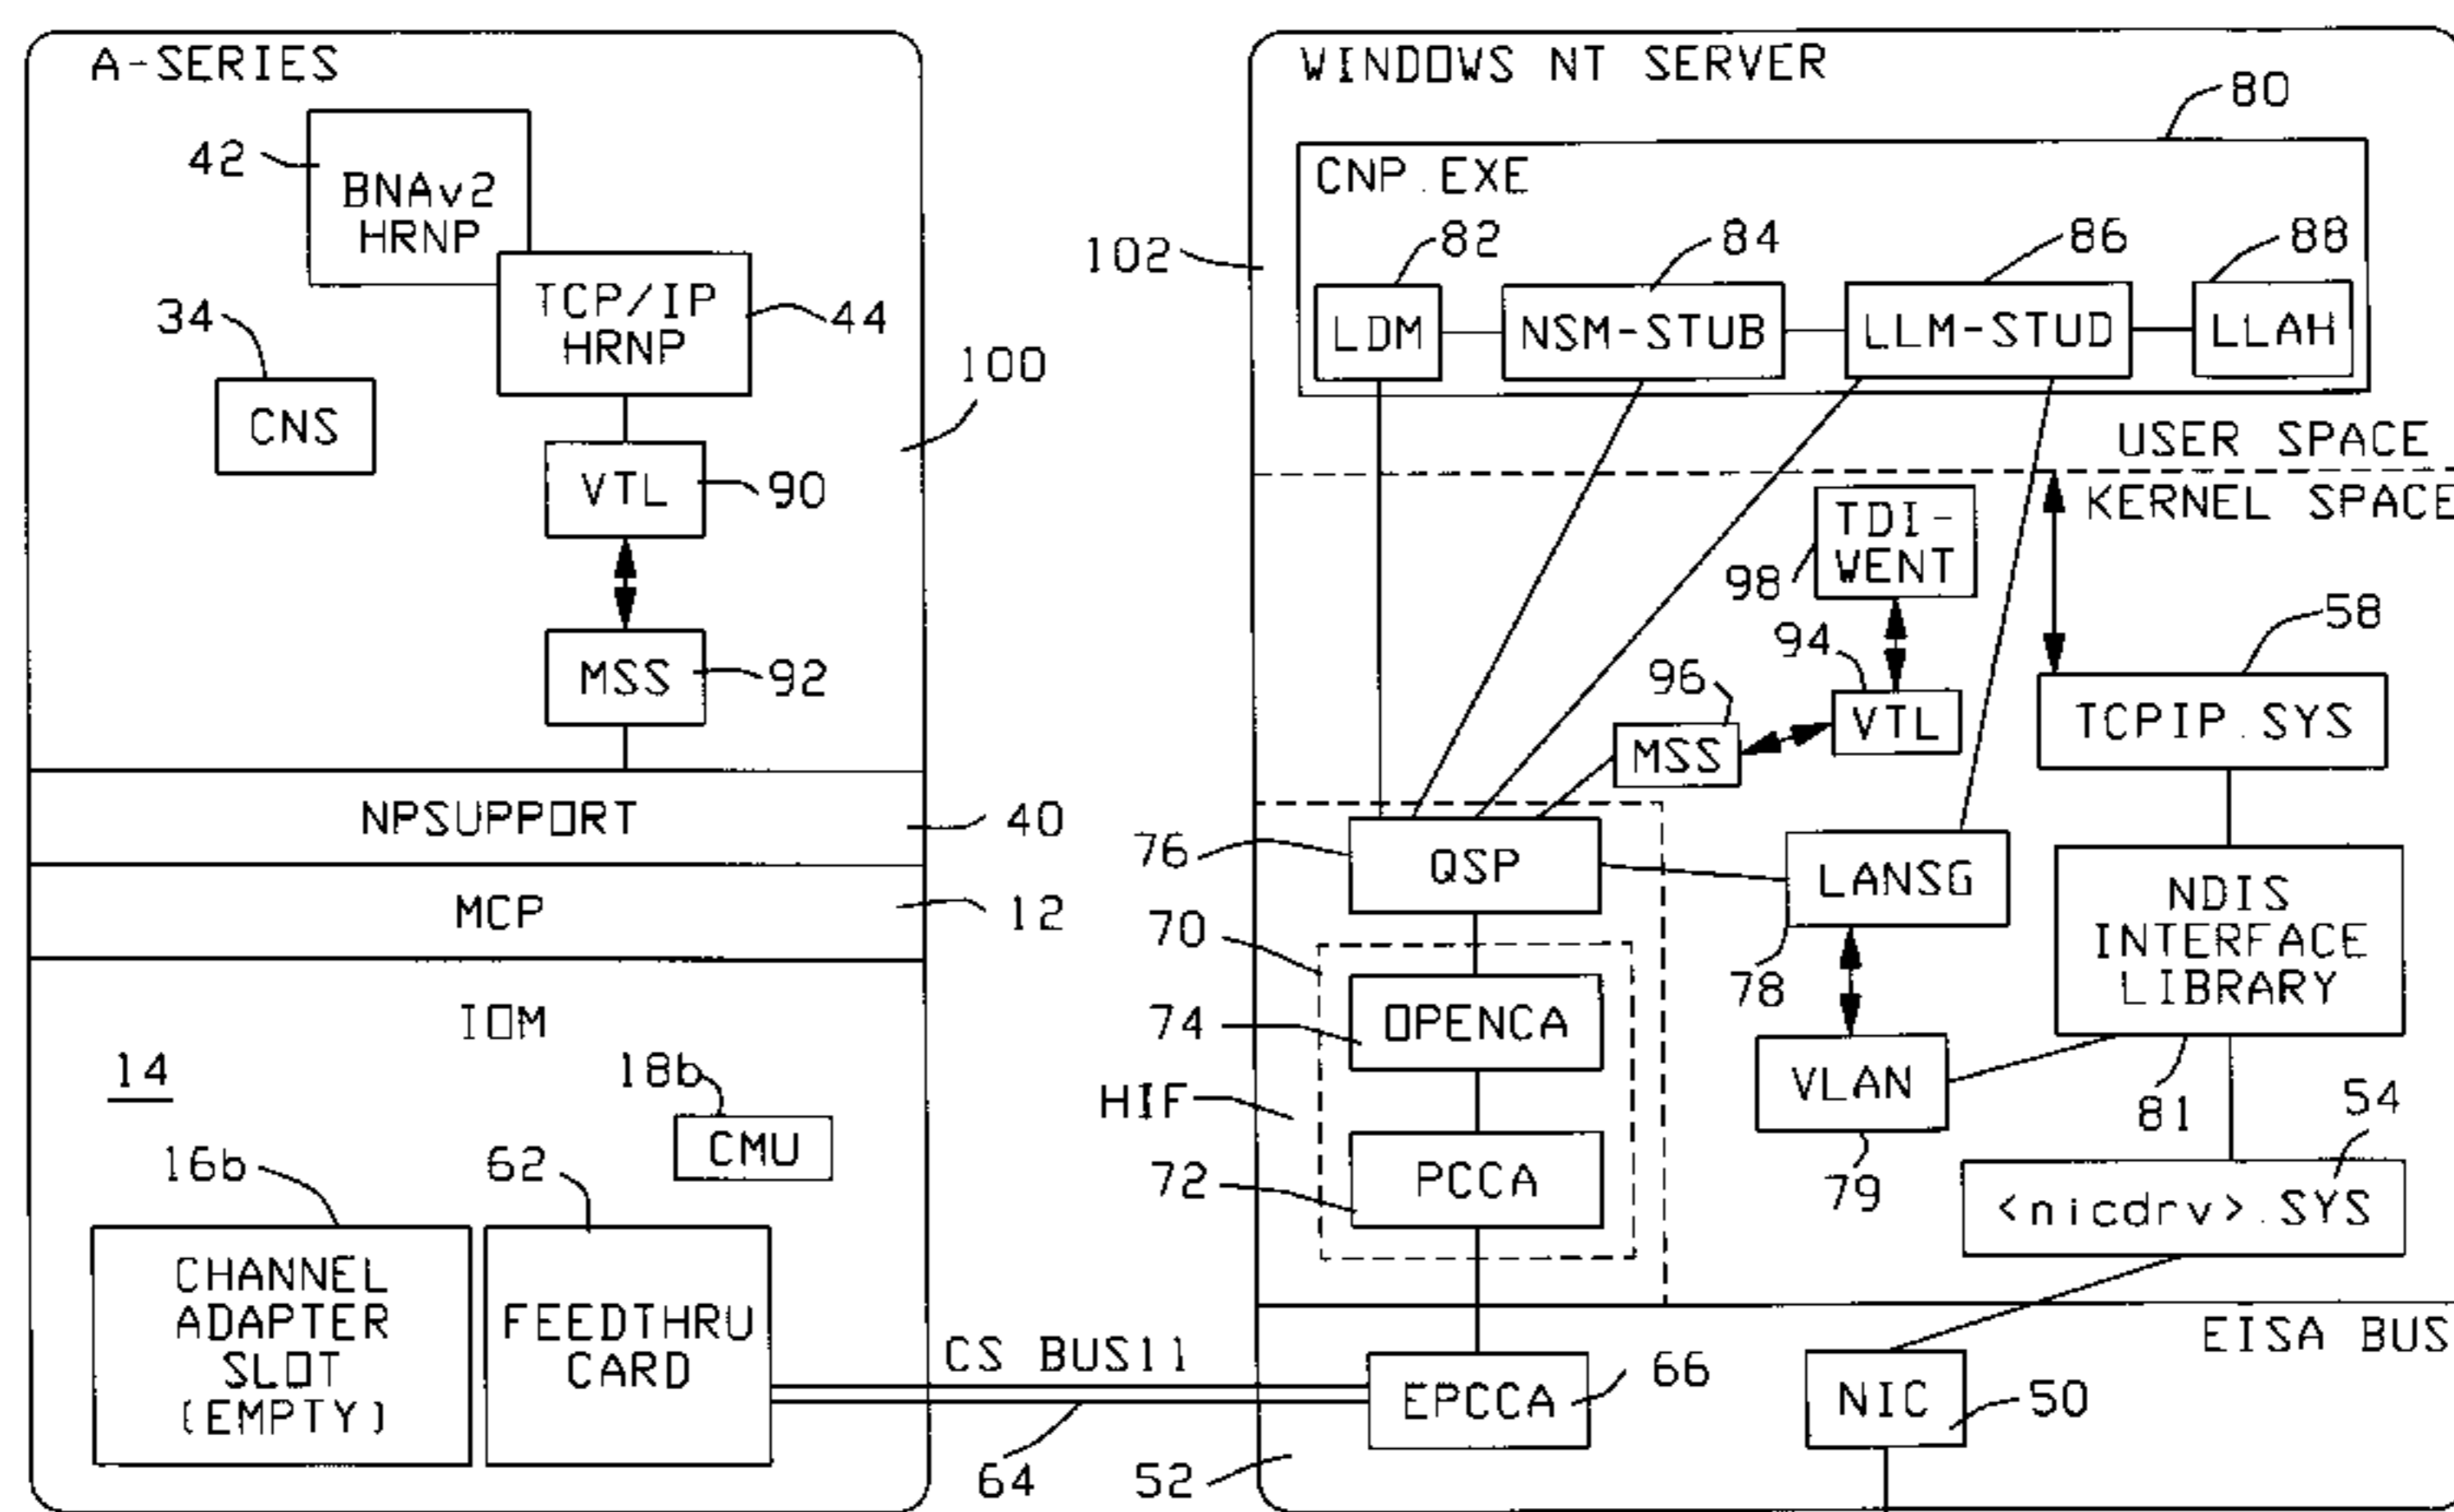 A-SERIES
42
BNAv2
HRNP
34
TCP/IP
HRNP
44
100
CNS
VTL
90
MSS
92
NPSUPPORT
40
MCP
12
IOM
14
18b
CMU
16b
62
CHANNEL
ADAPTER
SLOT
(EMPTY)
FEEDTHRU
CARD
CS BUS11
64
WINDOWS NT SERVER
80
CNP.EXE
102
82
84
86
88
LDM
NSM-STUB
LLM-STUD
LLAH
USER SPACE
KERNEL SPACE
TDI-
WENT
98
94
58
96
VTL
MSS
TCPIP.SYS
76
QSP
LANSG
78
NDIS
INTERFACE
LIBRARY
70
74
OPENCA
HIF
VLAN
79
81
54
72
PCCA
<nicdrv>.SYS
EISA BUS
EPCCA
66
NIC
50
52